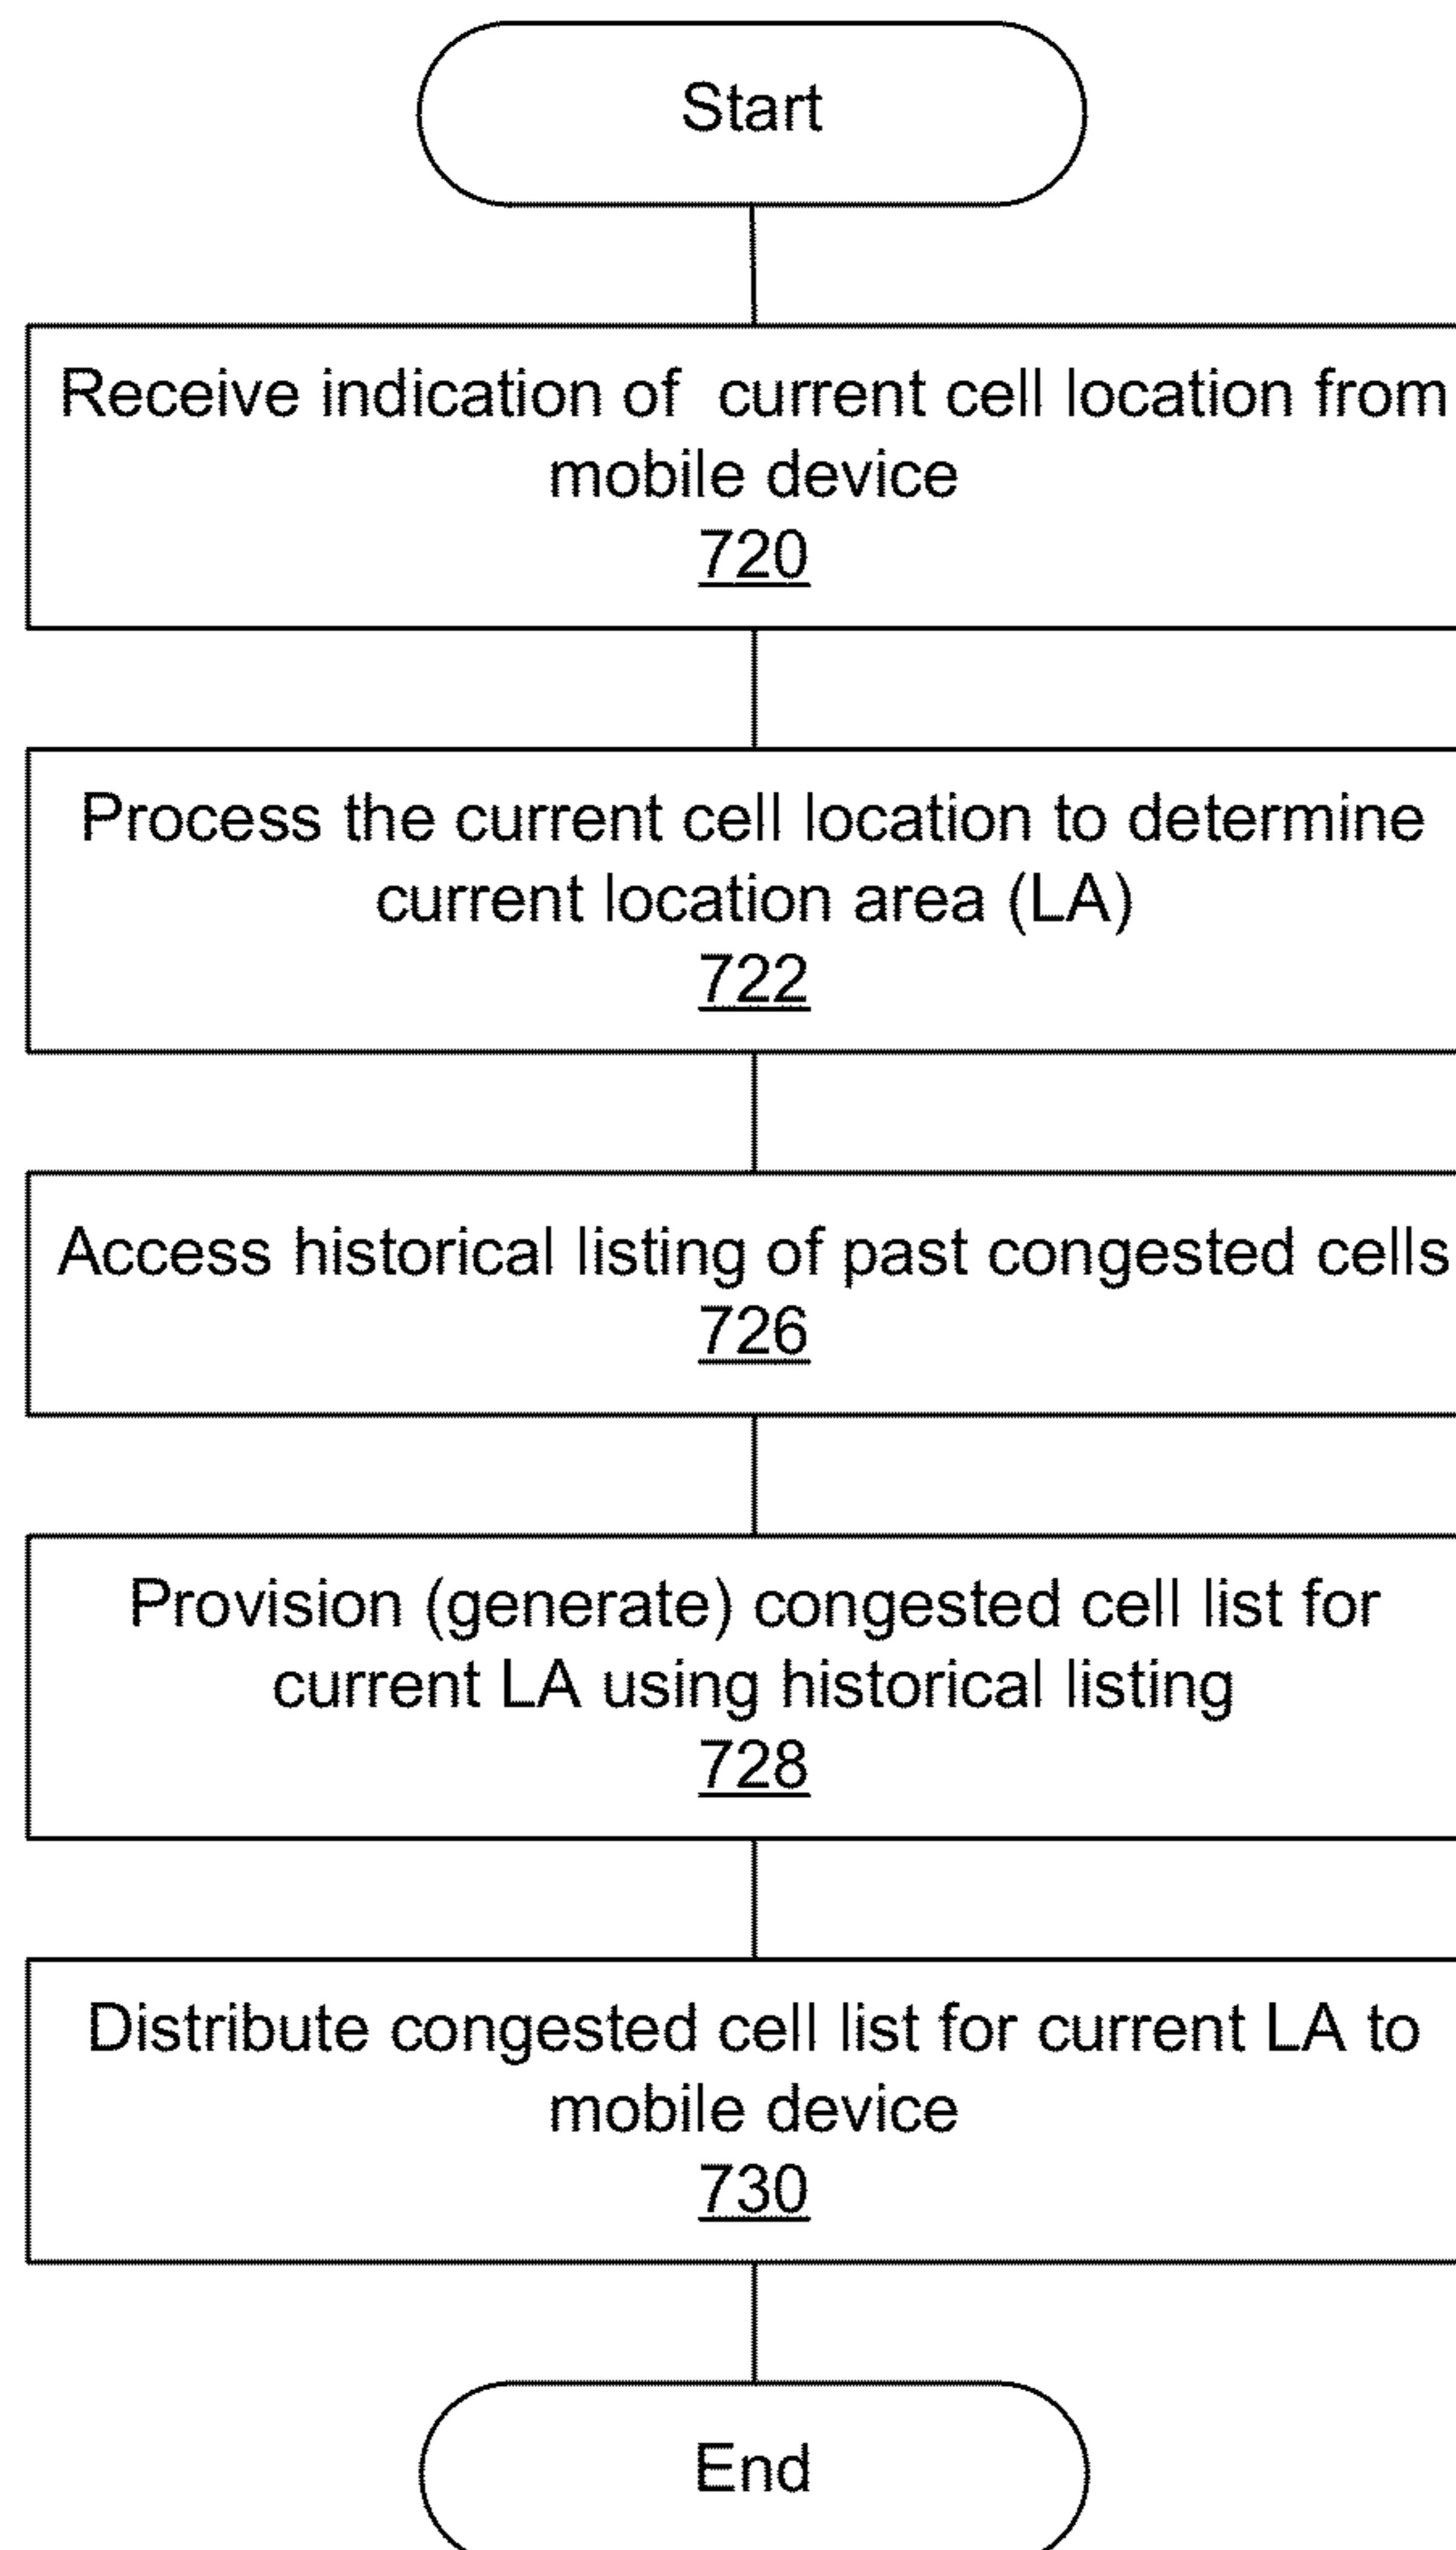 Start
Receive indication of  current cell location from
mobile device
720
Process the current cell location to determine
current location area (LA)
722
Access historical listing of past congested cells
726
Provision (generate) congested cell list for
current LA using historical listing
728
Distribute congested cell list for current LA to
mobile device
730
End